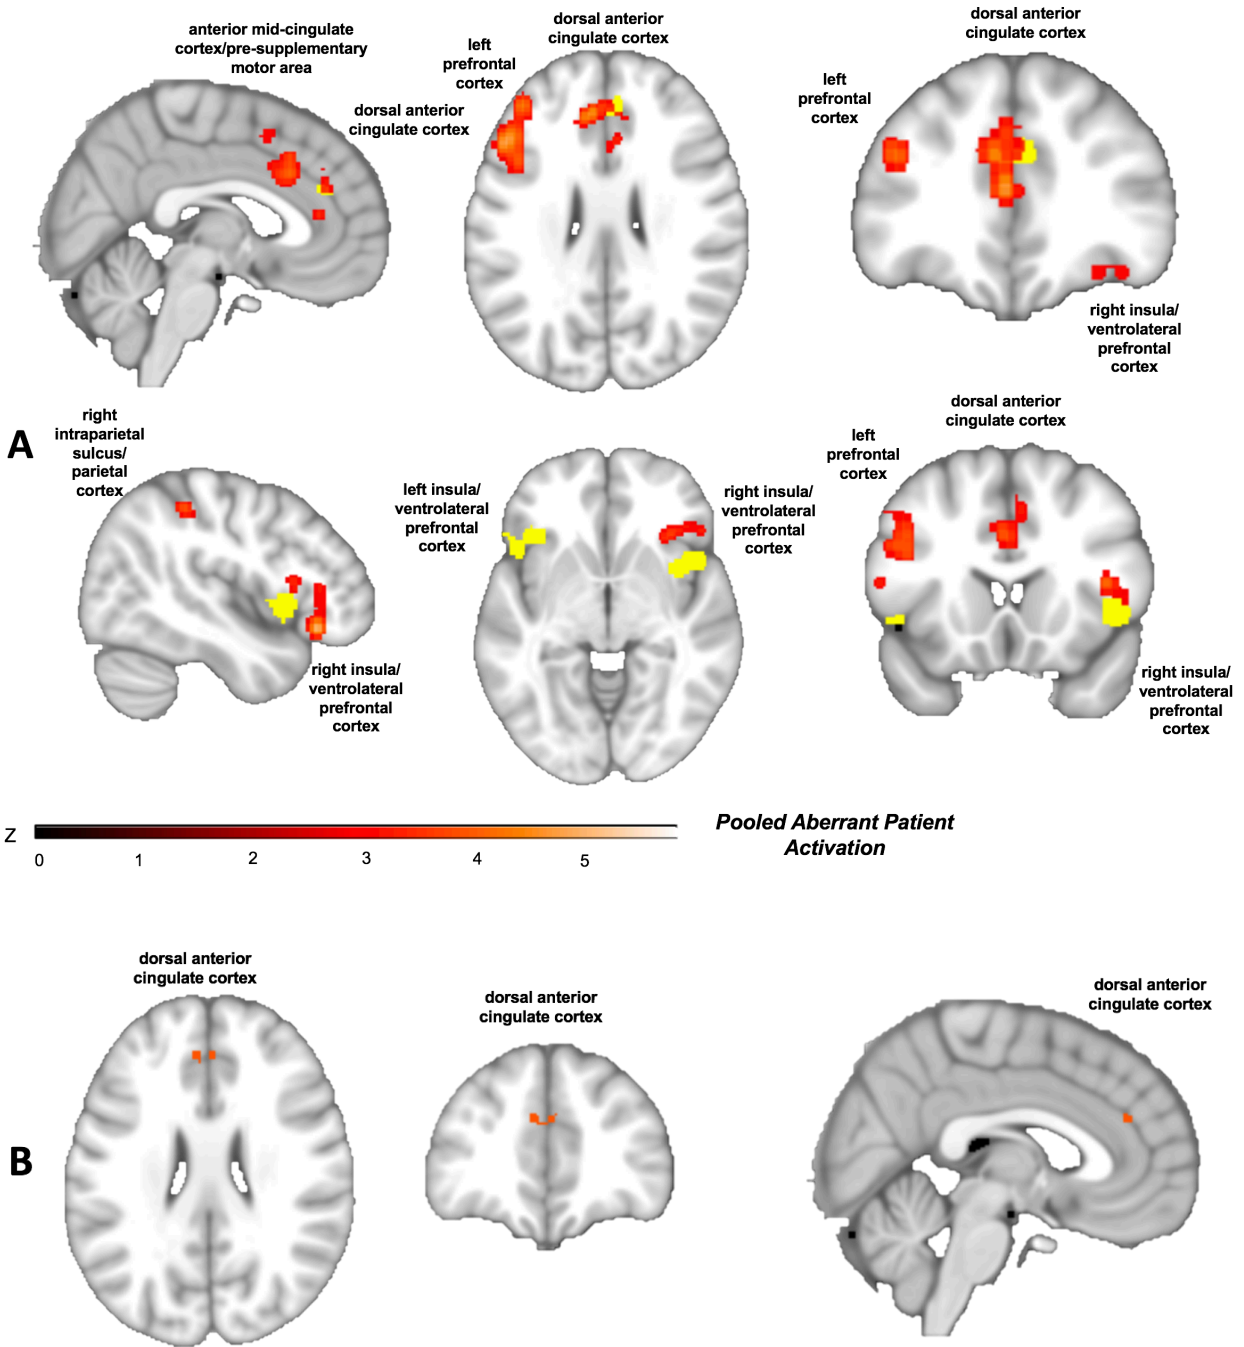 anterior mid-cingulate
cortex/pre-supplementary
motor area
dorsal anterior
cingulate cortex
left
prefrontal
cortex
dorsal anterior
cingulate cortex
dorsal anterior
cingulate cortex
left
prefrontal
cortex
right insula/
ventrolateral
prefrontal
cortex
A
right
intraparietal
sulcus/
parietal
cortex
right insula/
ventrolateral
prefrontal
cortex
left insula/
ventrolateral
prefrontal
cortex
right insula/
ventrolateral
prefrontal
cortex
dorsal anterior
cingulate cortex
left
prefrontal
cortex
right insula/
ventrolateral
prefrontal
cortex
Z
0 1 2 3 4 5
Pooled Aberrant Patient
Activation
B
dorsal anterior
cingulate cortex
dorsal anterior
cingulate cortex
dorsal anterior
cingulate cortex